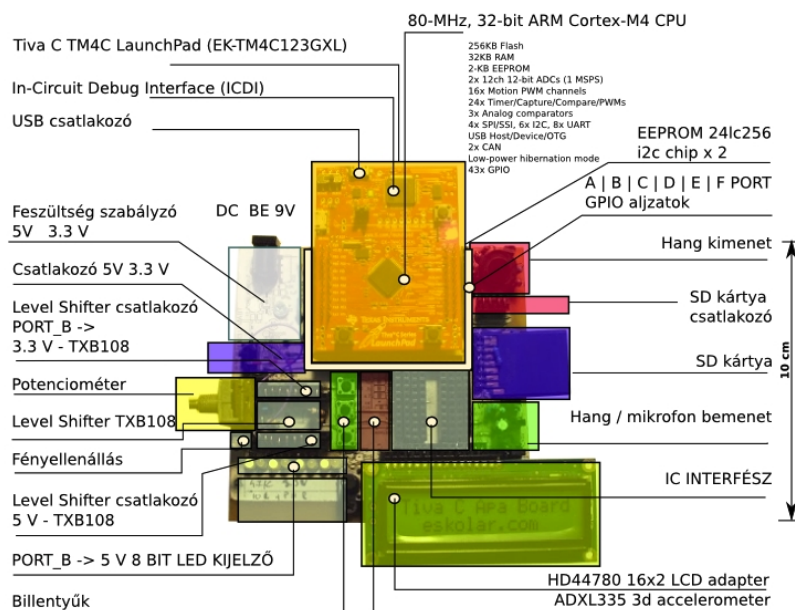 80-MHz, 32-bit ARM Cortex-M4 CPU
Tiva C TM4C LaunchPad (EK-TM4C123GXL)
256KB Flash
32KB RAM
2-KB EEPROM
2x 12ch 12-bit ADCs (1 MSPS)
16x Motion PWM channels
24x Timer/Capture/Compare/PWMs
3x Analog comparators
4x SPI/SSI, 6x I2C, 8x UART
USB Host/Device/OTG
2x CAN
Low-power hibernation mode
43x GPIO
In-Circuit Debug Interface (ICDI)
USB csatlakozó
EEPROM 24lc256
i2c chip x 2
A | B | C | D | E | F PORT
GPIO aljzatok
Feszültség szabályzó
5V 3.3 V
DC BE 9V
Hang kimenet
Csatlakozó 5V 3.3 V
SD kártya
csatlakozó
Level Shifter csatlakozó
PORT_B ->
3.3 V - TXB108
SD kártya
10 cm
Potenciométer
Level Shifter TXB108
Hang / mikrofon bemenet
Fényellenállás
IC INTERFÉSZ
Level Shifter csatlakozó
5 V - TXB108
Tiva C Apa Board
eskolar.com
PORT_B -> 5 V 8 BIT LED KIJELZŐ
HD44780 16x2 LCD adapter
ADXL335 3d accelerometer
Billentyűk
TEXAS INSTRUMENTS
LaunchPad